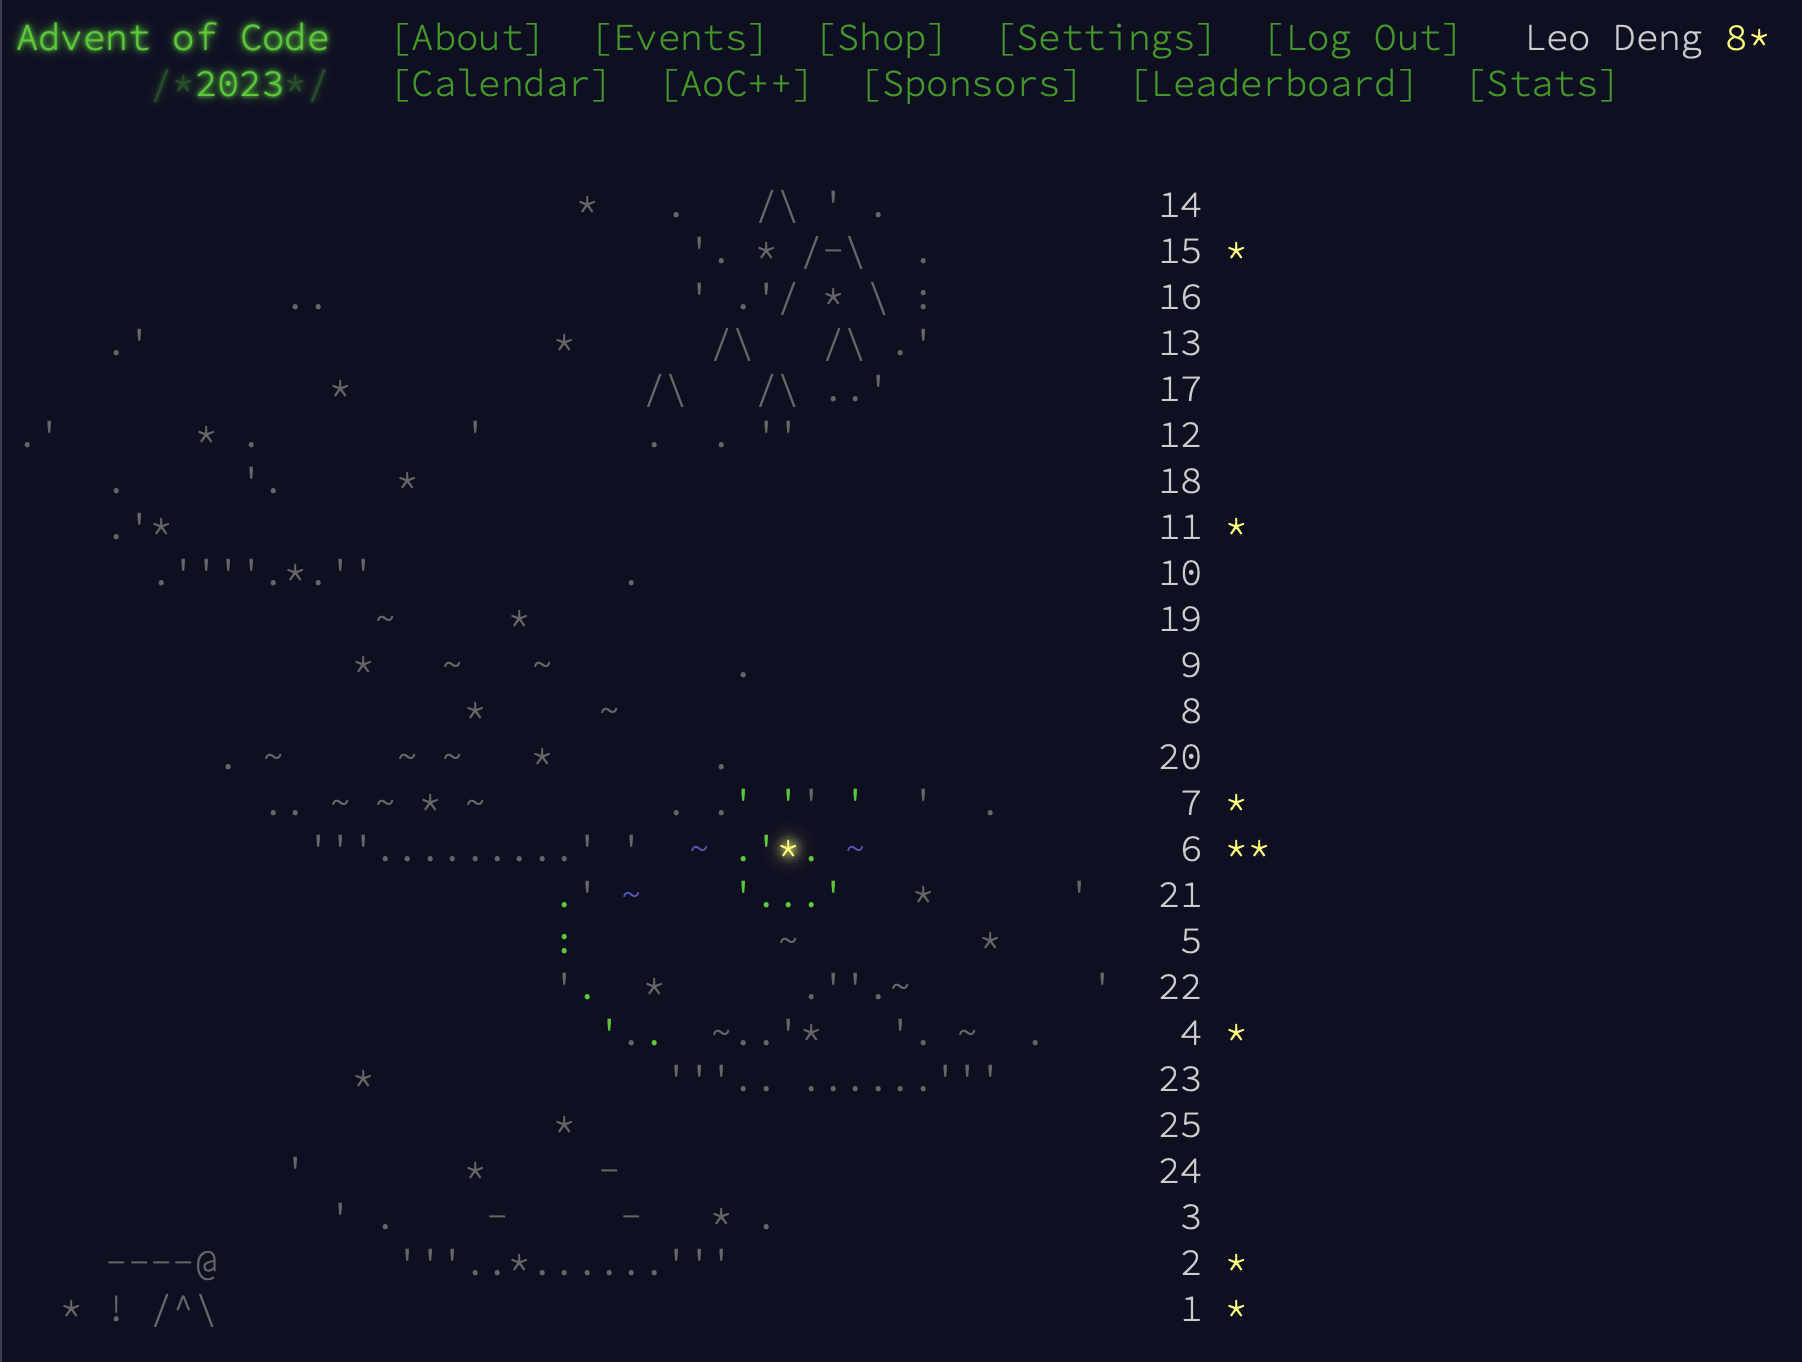 Advent of Code [About] [Events] [Shop] [Settings] [Log Out] Leo Deng 8*
/*2023*/ [Calendar] [AoC++] [Sponsors] [Leaderboard] [Stats]
* . /\ ' . 14
'. * /-\ . 15 *
.. ' .'/ * \ : 16
.' * /\ /\ .' 13
* /\ /\ ..' 17
.' * . ' . . '' 12
. '. * 18
.'* 11 *
.''''.*.'' . 10
~ * 19
* ~ ~ . 9
* ~ 8
. ~ ~ ~ * . 20
.. ~ ~ * ~ . .' '' ' ' . 7 *
'''.........' ' ~ .'*. ~ 6 **
.' ~ '...' * ' 21
: ~ * 5
'. * .''.~ ' 22
'.. ~..'* '. ~ . 4 *
* '''.. ......''' 23
* 25
' * - 24
' . - - * . 3
----@ '''..*......''' 2 *
* ! /^\ 1 *